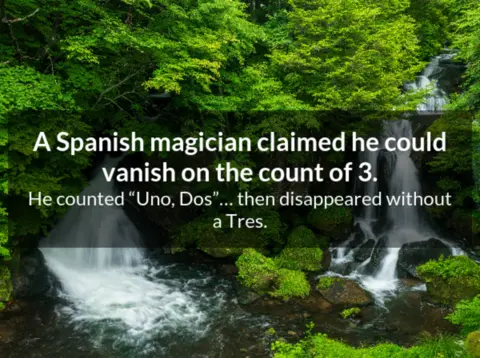 A Spanish magician claimed he could
vanish on the count of 3.
He counted “Uno, Dos”... then disappeared without
a Tres.